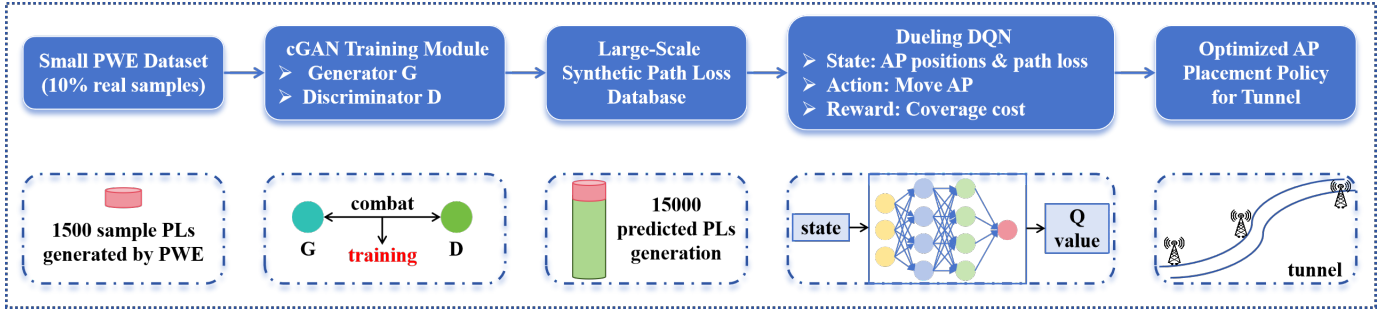 Small PWE Dataset
(10% real samples)
cGAN Training Module
➢ Generator G
➢ Discriminator D
Large-Scale
Synthetic Path Loss
Database
Dueling DQN
➢ State: AP positions & path loss
➢ Action: Move AP
➢ Reward: Coverage cost
Optimized AP
Placement Policy
for Tunnel
1500 sample PLs
generated by PWE
combat
G
D
training
15000
predicted PLs
generation
state
Q
value
tunnel